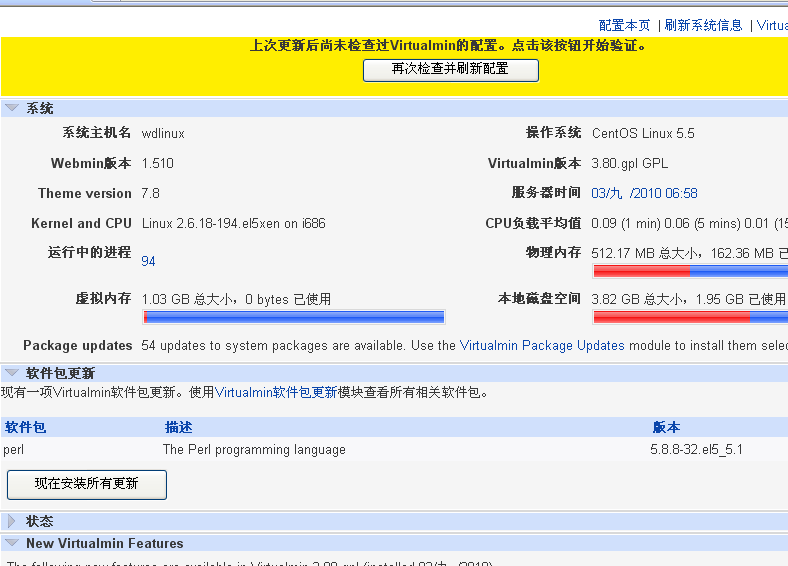 配置本页 | 刷新系统信息 | Virtua
上次更新后尚未检查过Virtualmin的配置。点击该按钮开始验证。
再次检查并刷新配置
系统
系统主机名 wdlinux 操作系统 CentOS Linux 5.5
Webmin版本 1.510 Virtualmin版本 3.80.gpl GPL
Theme version 7.8 服务器时间 03/九 /2010 06:58
Kernel and CPU Linux 2.6.18-194.el5xen on i686 CPU负载平均值 0.09 (1 min) 0.06 (5 mins) 0.01 (15
运行中的进程 94 物理内存 512.17 MB 总大小，162.36 MB 已
虚拟内存 1.03 GB 总大小，0 bytes 已使用 本地磁盘空间 3.82 GB 总大小，1.95 GB 已使用
Package updates 54 updates to system packages are available. Use the Virtualmin Package Updates module to install them selec
软件包更新
现有一项Virtualmin软件包更新。使用Virtualmin软件包更新模块查看所有相关软件包。
软件包 描述 版本
perl The Perl programming language 5.8.8-32.el5_5.1
现在安装所有更新
状态
New Virtualmin Features
The following new features are available in Virtualmin 3.80.gpl (installed 03/九 /2010)